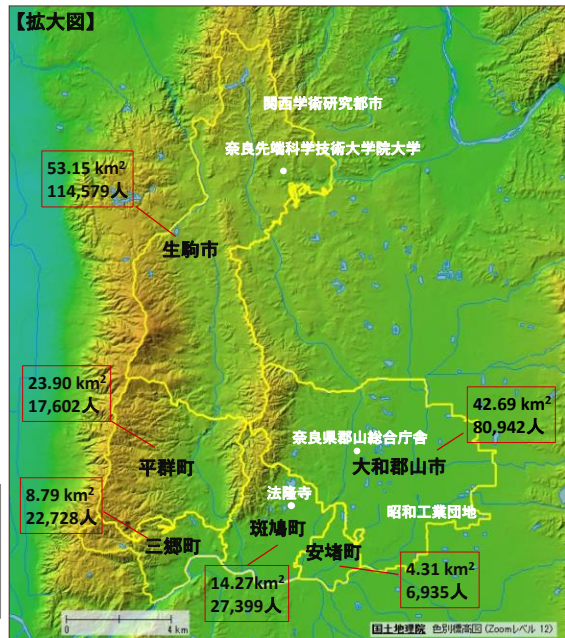 【拡大図】
関西学術研究都市
奈良先端科学技術大学院大学
53.15 km²
114,579人
生駒市
23.90 km²
17,602人
42.69 km²
80,942人
奈良県郡山総合庁舎
平群町
大和郡山市
8.79 km²
22,728人
法隆寺
昭和工業団地
斑鳩町
三郷町
安堵町
14.27km²
27,399人
4.31 km²
6,935人
0 4 km
国土地理院 色別標高図 (Zoomレベル 12)